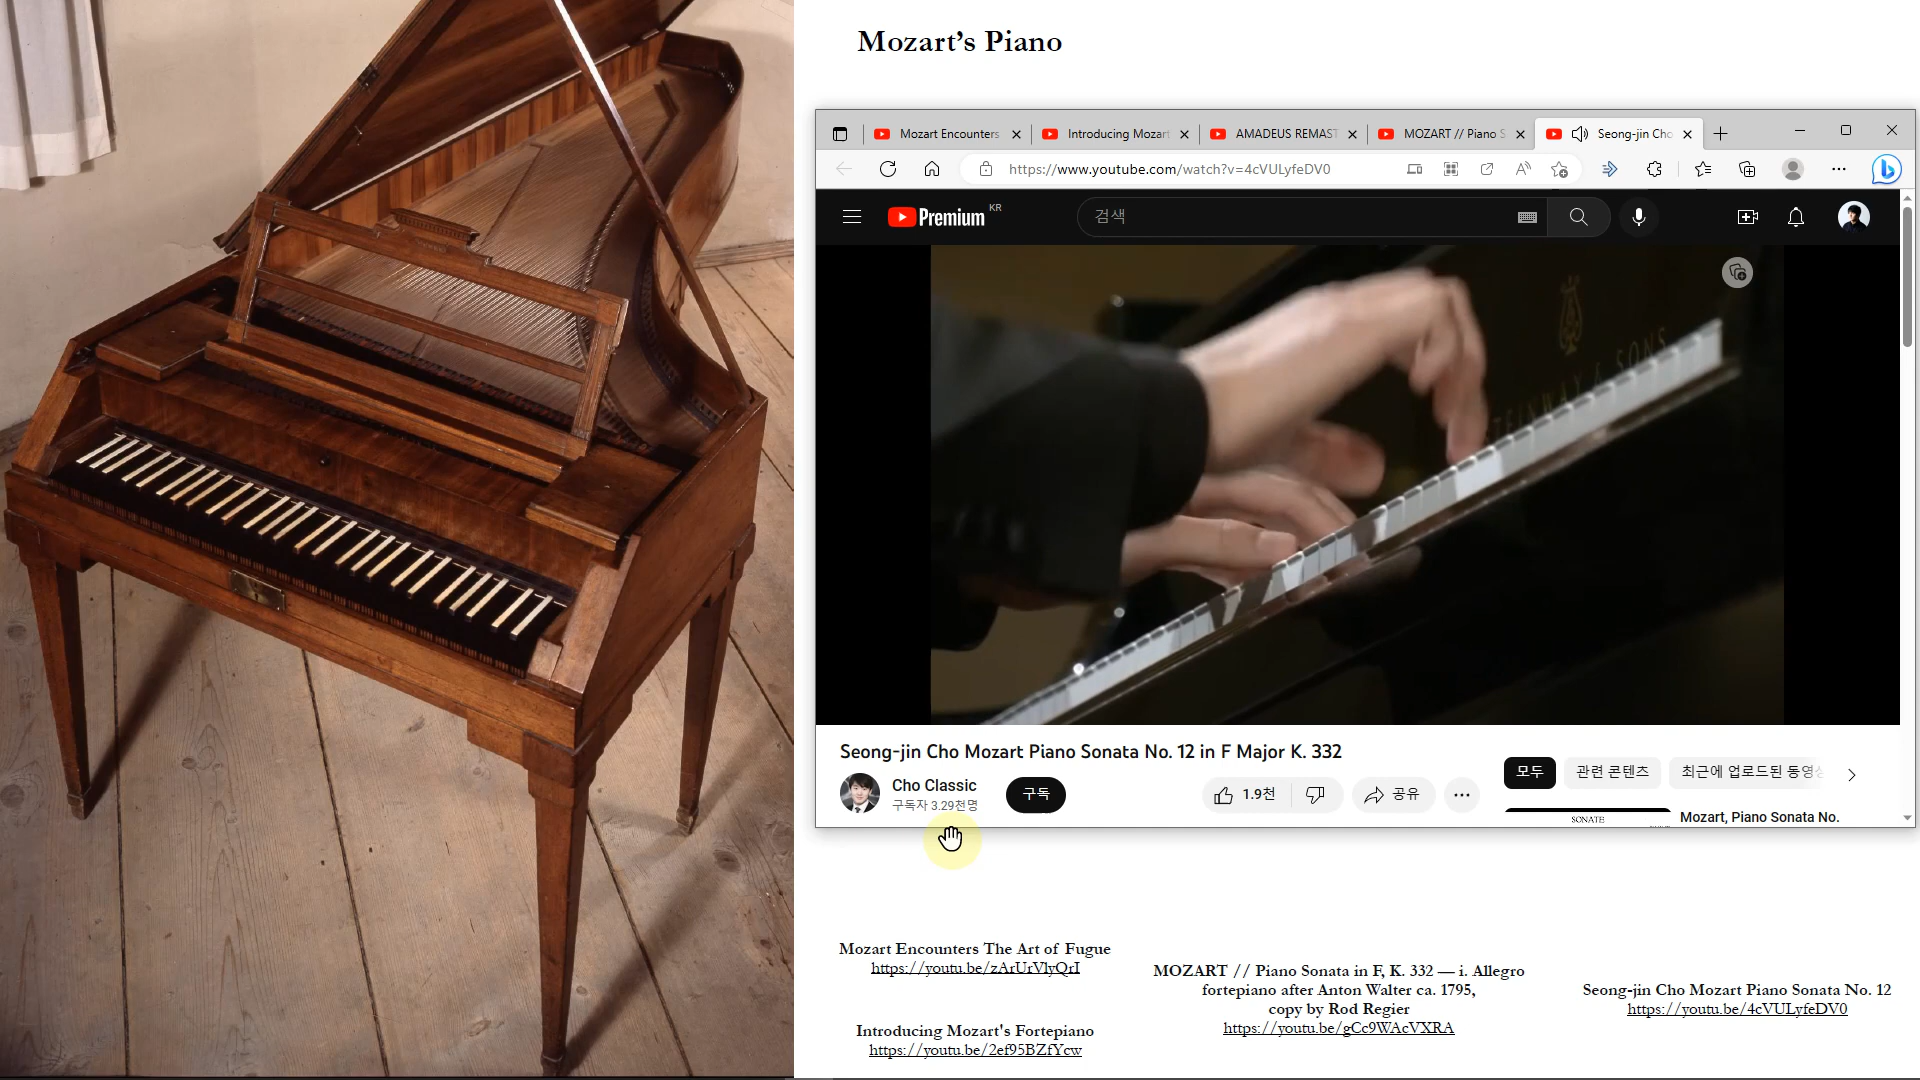 Mozart's Piano
Mozart Encounters
Introducing Mozart
AMADEUS REMAST
MOZART // Piano S
Seong-jin Cho
https://www.youtube.com/watch?v=4cVULyfeDV0
Premium KR
검색
STEINWAY & SONS
Seong-jin Cho Mozart Piano Sonata No. 12 in F Major K. 332
Cho Classic
구독자 3.29천명
구독
1.9천
공유
모두
관련 콘텐츠
최근에 업로드된 동영상
SONATE
Mozart, Piano Sonata No.
Mozart Encounters The Art of Fugue
https://youtu.be/zArUrVlyQrI
Introducing Mozart's Fortepiano
https://youtu.be/2ef95BZfYcw
MOZART // Piano Sonata in F, K. 332 — i. Allegro
fortepiano after Anton Walter ca. 1795,
copy by Rod Regier
https://youtu.be/gCc9WAcVXRA
Seong-jin Cho Mozart Piano Sonata No. 12
https://youtu.be/4cVULyfeDV0